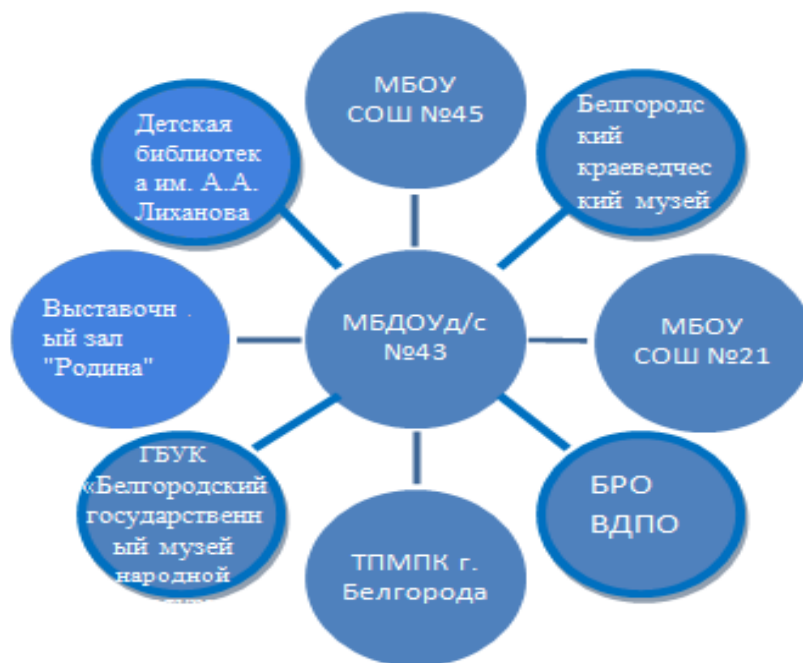 МБОУ
СОШ №45
Детская
библиотек
а им. А.А.
Лиханова
Белгородс
кий
краеведчес
кий музей
Выставочн .
ый зал
"Родина"
МБДОУд/с
№43
МБОУ
СОШ №21
ГБУК
«Белгородский
государственн
ый музей
народной
БРО
ВДПО
ТПМПК г.
Белгорода